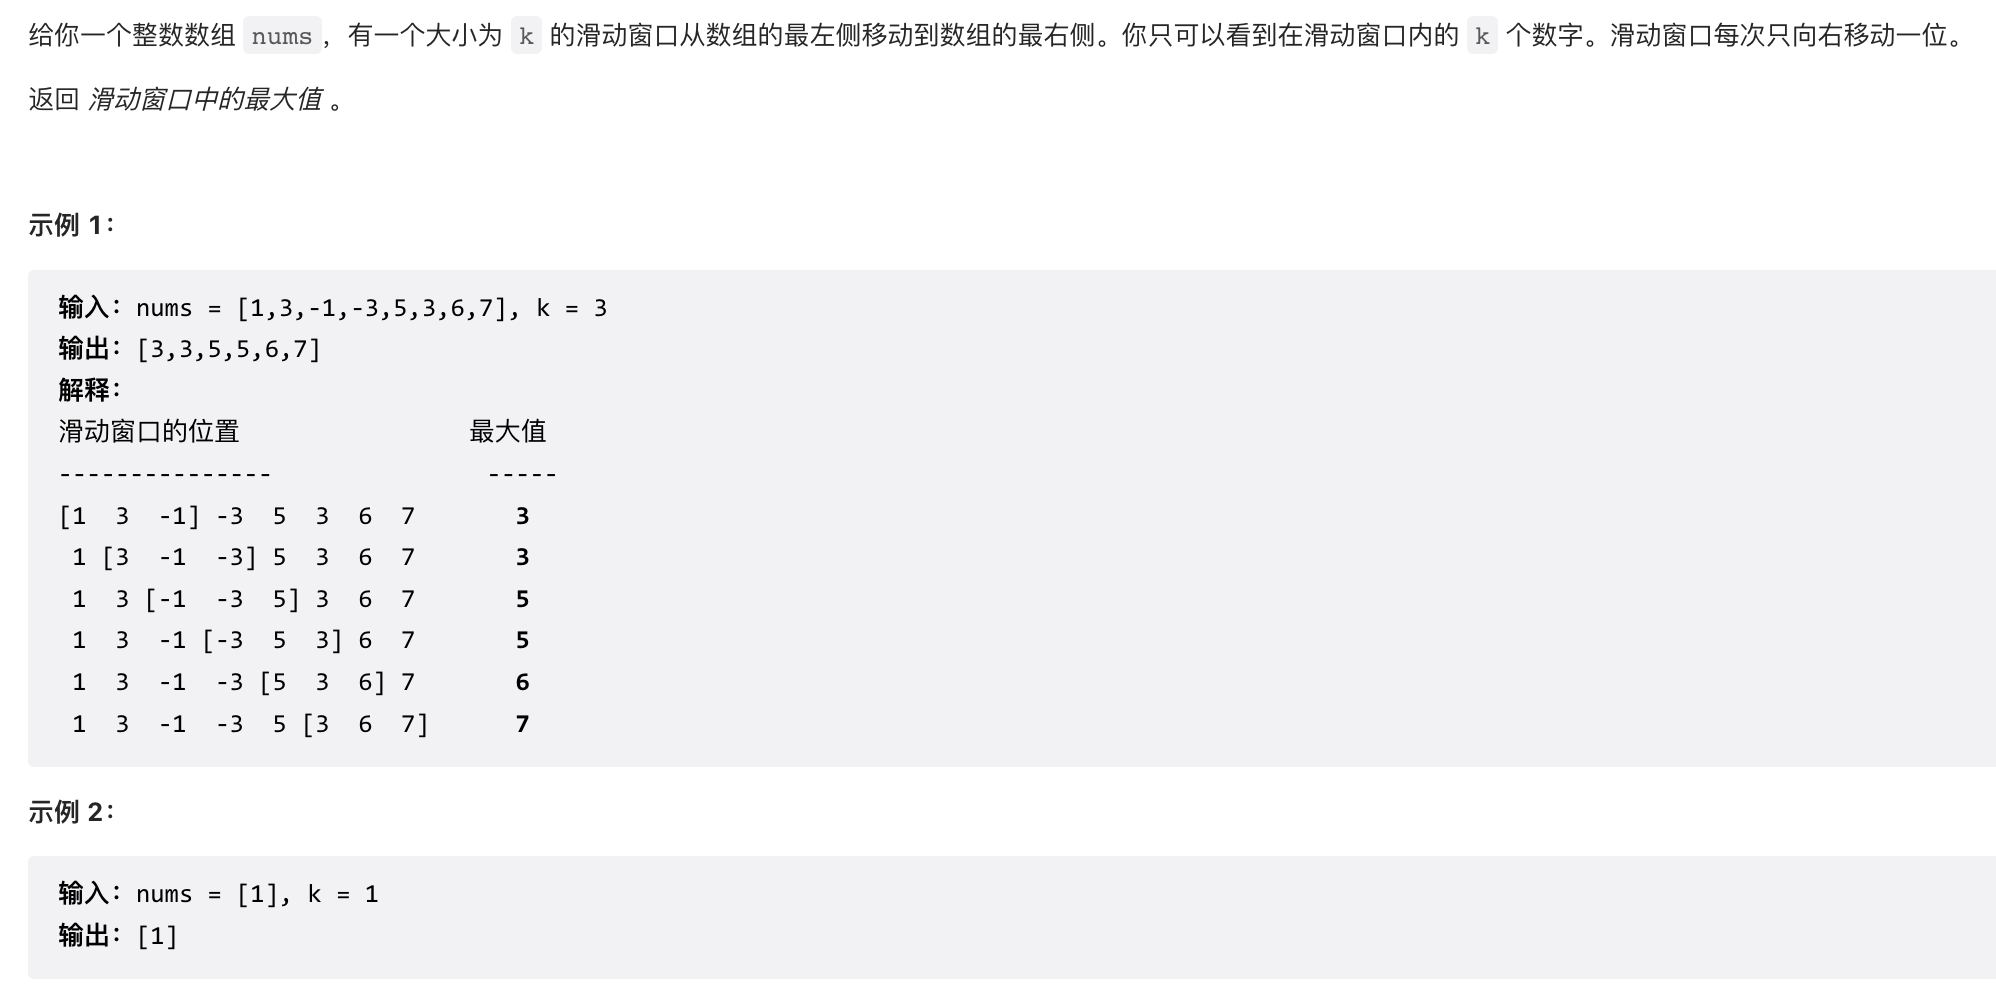 给你一个整数数组 nums，有一个大小为 k 的滑动窗口从数组的最左侧移动到数组的最右侧。你只可以看到在滑动窗口内的 k 个数字。滑动窗口每次只向右移动一位。
返回 滑动窗口中的最大值 。
示例 1：
输入：nums = [1,3,-1,-3,5,3,6,7], k = 3
输出：[3,3,5,5,6,7]
解释：
滑动窗口的位置                最大值
---------------               -----
[1  3  -1] -3  5  3  6  7       3
 1 [3  -1  -3] 5  3  6  7       3
 1  3 [-1  -3  5] 3  6  7       5
 1  3  -1 [-3  5  3] 6  7       5
 1  3  -1  -3 [5  3  6] 7       6
 1  3  -1  -3  5 [3  6  7]      7
示例 2：
输入：nums = [1], k = 1
输出：[1]